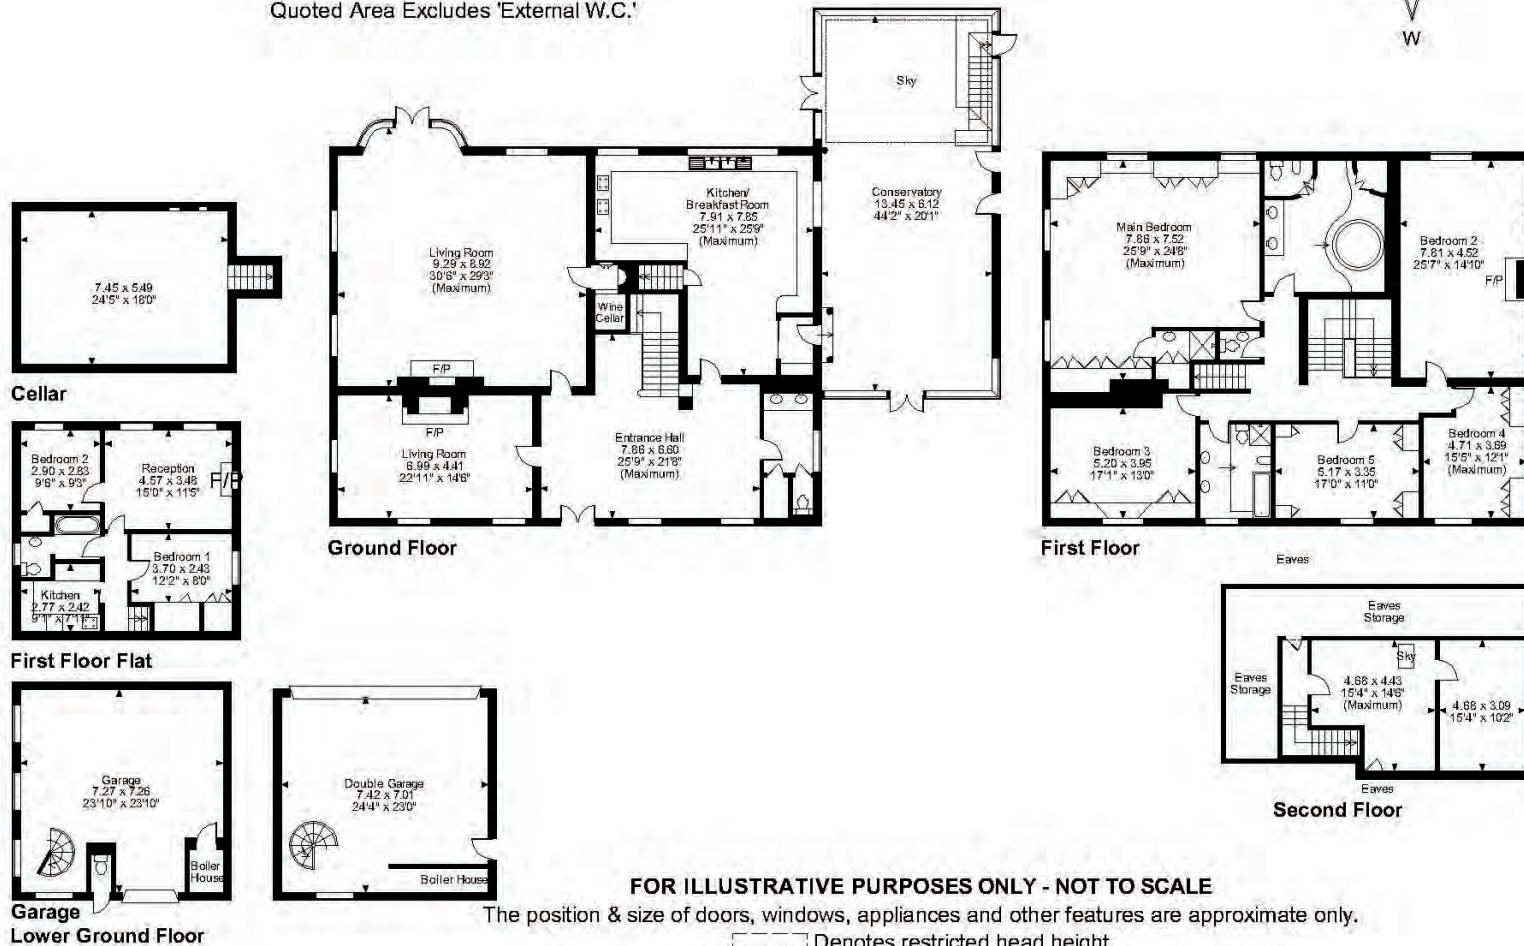 Quoted Area Excludes 'External W.C.'
W
Sky
Conservatory
13.45 x 6.12
44'2" x 20'1"
Kitchen/
Breakfast Room
7.91 x 7.85
25'11" x 25'9"
(Maximum)
Living Room
9.29 x 8.92
30'6" x 29'3"
(Maximum)
Wine
Cellar
F/P
F/P
Living Room
6.99 x 4.41
22'11" x 14'6"
Entrance Hall
7.86 x 6.60
25'9" x 21'8"
(Maximum)
Ground Floor
7.45 x 5.49
24'5" x 18'0"
Cellar
Bedroom 2
2.90 x 2.83
9'6" x 9'3"
Reception
4.57 x 3.48
15'0" x 11'5"
F/P
Bedroom 1
3.70 x 2.43
12'2" x 8'0"
Kitchen
2.77 x 2.42
9'1" x 7'11"
First Floor Flat
Main Bedroom
7.86 x 7.52
25'9" x 24'8"
(Maximum)
Bedroom 2
7.81 x 4.52
25'7" x 14'10"
F/P
Bedroom 3
5.20 x 3.95
17'1" x 13'0"
Bedroom 5
5.17 x 3.35
17'0" x 11'0"
Bedroom 4
4.71 x 3.69
15'5" x 12'1"
(Maximum)
First Floor
Eaves
Eaves
Storage
Eaves
Storage
Sky
4.68 x 4.43
15'4" x 14'6"
(Maximum)
4.68 x 3.09
15'4" x 10'2"
Eaves
Second Floor
Garage
7.27 x 7.26
23'10" x 23'10"
Boiler
House
Garage
Lower Ground Floor
Double Garage
7.42 x 7.01
24'4" x 23'0"
Boiler House
FOR ILLUSTRATIVE PURPOSES ONLY - NOT TO SCALE
The position & size of doors, windows, appliances and other features are approximate only.
Denotes restricted head height